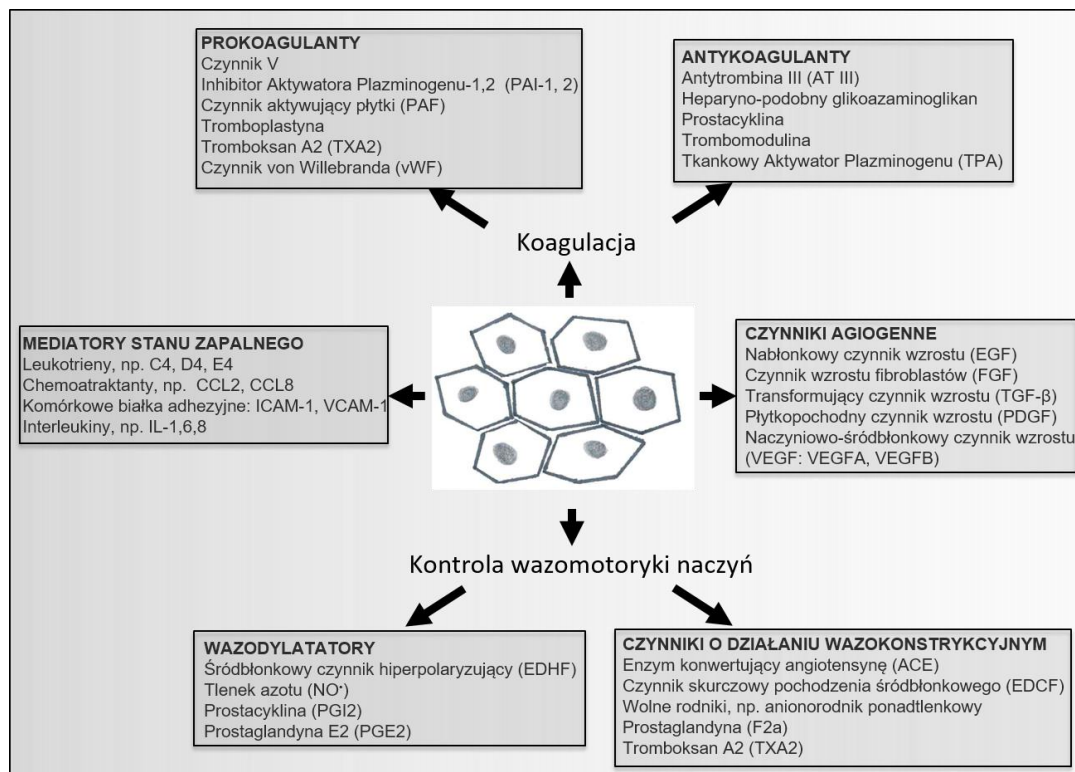 PROKOAGULANTY
Czynnik V
Inhibitor Aktywatora Plazminogenu-1,2 (PAI-1, 2)
Czynnik aktywujący płytki (PAF)
Tromboplastyna
Tromboksan A2 (TXA2)
Czynnik von Willebranda (vWF)
ANTYKOAGULANTY
Antytrombina III (AT III)
Heparyno-podobny glikoazaminoglikan
Prostacyklina
Trombomodulina
Tkankowy Aktywator Plazminogenu (TPA)
Koagulacja
MEDIATORY STANU ZAPALNEGO
Leukotrieny, np. C4, D4, E4
Chemoatraktanty, np. CCL2, CCL8
Komórkowe białka adhezyjne: ICAM-1, VCAM-1
Interleukiny, np. IL-1,6,8
CZYNNIKI AGIOGENNE
Nabłonkowy czynnik wzrostu (EGF)
Czynnik wzrostu fibroblastów (FGF)
Transformujący czynnik wzrostu (TGF-β)
Płytkopochodny czynnik wzrostu (PDGF)
Naczyniowo-śródbłonkowy czynnik wzrostu
(VEGF: VEGFA, VEGFB)
Kontrola wazomotoryki naczyń
WAZODYLATATORY
Śródbłonkowy czynnik hiperpolaryzujący (EDHF)
Tlenek azotu (NO•)
Prostacyklina (PGI2)
Prostaglandyna E2 (PGE2)
CZYNNIKI O DZIAŁANIU WAZOKONSTRYKCYJNYM
Enzym konwertujący angiotensynę (ACE)
Czynnik skurczowy pochodzenia śródbłonkowego (EDCF)
Wolne rodniki, np. anionorodnik ponadtlenkowy
Prostaglandyna (F2a)
Tromboksan A2 (TXA2)